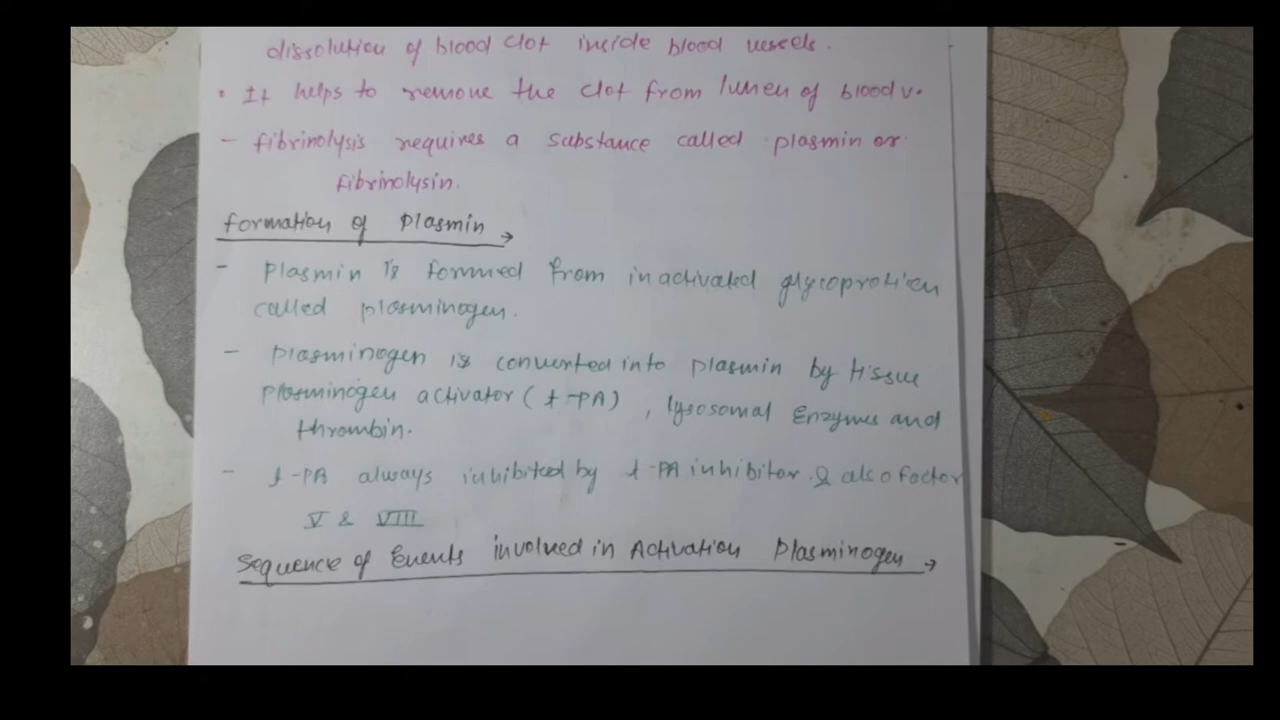 dissolution of blood clot inside blood vessels.
• It helps to remove the clot from lumen of blood v.
- fibrinolysis requires a substance called plasmin or
fibrinolysin.
formation of Plasmin →
- Plasmin is formed from inactivated glycoprotien
called plasminogen.
- Plasminogen is converted into plasmin by tissue
plasminogen activator (t-PA), lysosomal Enzymes and
thrombin.
- t-PA always inhibited by t-PA inhibitor & also factor
V & VIII
Sequence of Events involved in Activation Plasminogen →